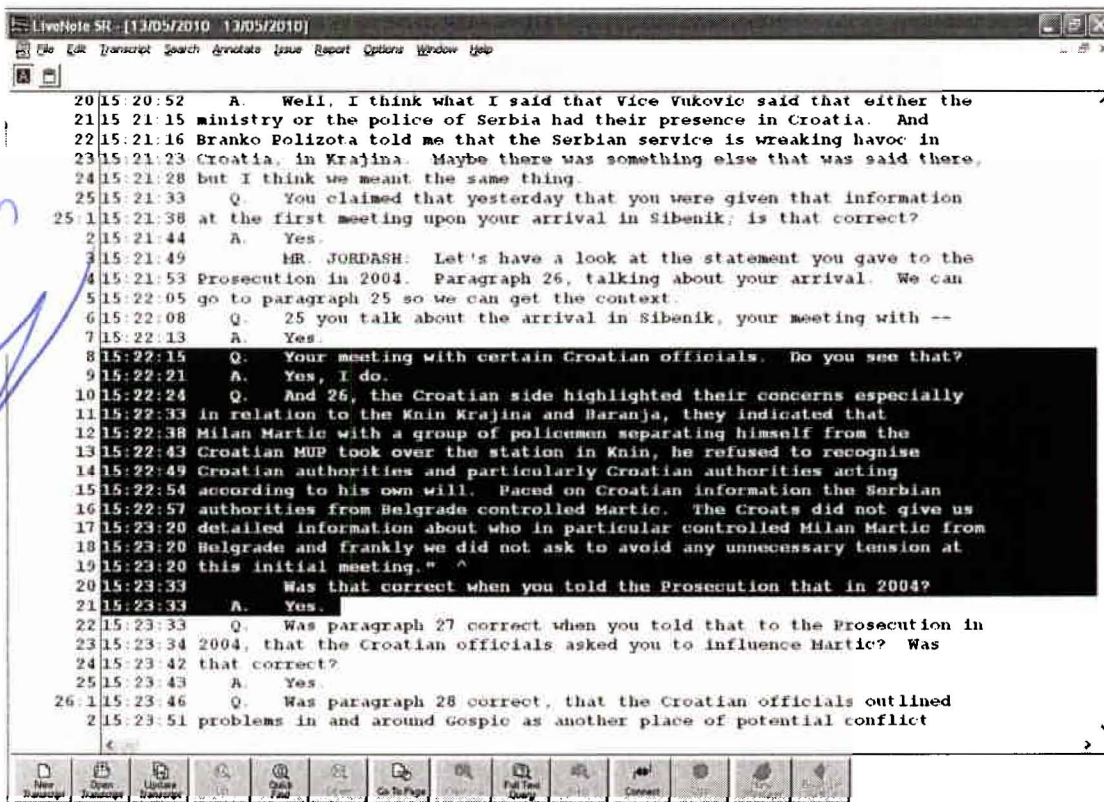 LiveNote SR - [13/05/2010 13/05/2010]
File Edit Transcript Search Annotate Issue Report Options Window Help
20 15:20:52 A. Well, I think what I said that Vice Vukovic said that either the
21 15 21:15 ministry or the police of Serbia had their presence in Croatia. And
22 15:21:16 Branko Polizota told me that the Serbian service is wreaking havoc in
23 15:21:23 Croatia, in Krajina. Maybe there was something else that was said there,
24 15:21:28 but I think we meant the same thing.
25 15:21:33 Q. You claimed that yesterday that you were given that information
25:1 15:21:38 at the first meeting upon your arrival in Sibenik; is that correct?
2 15:21:44 A. Yes.
3 15:21:49 MR. JORDASH: Let's have a look at the statement you gave to the
4 15:21:53 Prosecution in 2004. Paragraph 26, talking about your arrival. We can
5 15:22:05 go to paragraph 25 so we can get the context.
6 15:22:08 Q. 25 you talk about the arrival in Sibenik, your meeting with --
7 15:22:13 A. Yes.
8 15:22:15 Q. Your meeting with certain Croatian officials. Do you see that?
9 15:22:21 A. Yes, I do.
10 15:22:24 Q. And 26, the Croatian side highlighted their concerns especially
11 15:22:33 in relation to the Knin Krajina and Baranja, they indicated that
12 15:22:38 Milan Martic with a group of policemen separating himself from the
13 15:22:43 Croatian MUP took over the station in Knin, he refused to recognise
14 15:22:49 Croatian authorities and particularly Croatian authorities acting
15 15:22:54 according to his own will. Paced on Croatian information the Serbian
16 15:22:57 authorities from Belgrade controlled Martic. The Croats did not give us
17 15:23:20 detailed information about who in particular controlled Milan Martic from
18 15:23:20 Belgrade and frankly we did not ask to avoid any unnecessary tension at
19 15:23:20 this initial meeting." ^
20 15:23:33 Was that correct when you told the Prosecution that in 2004?
21 15:23:33 A. Yes.
22 15:23:33 Q. Was paragraph 27 correct when you told that to the Prosecution in
23 15:23:34 2004, that the Croatian officials asked you to influence Martic? Was
24 15:23:42 that correct?
25 15:23:43 A. Yes.
26:1 15:23:46 Q. Was paragraph 28 correct, that the Croatian officials outlined
2 15:23:51 problems in and around Gospic as another place of potential conflict
New Transcript Open Transcript Update Transcript Quick Find Go To Page Full Text Query Connect